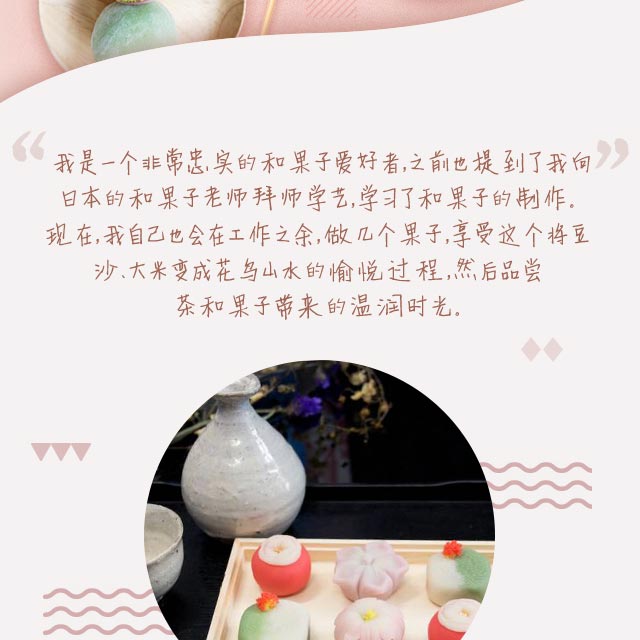 “我是一个非常忠实的和果子爱好者,之前也提到了我向”
日本的和果子老师拜师学艺,学习了和果子的制作。
现在,我自己也会在工作之余,做几个果子,享受这个将豆
沙、大米变成花鸟山水的愉悦过程,然后品尝
茶和果子带来的温润时光。